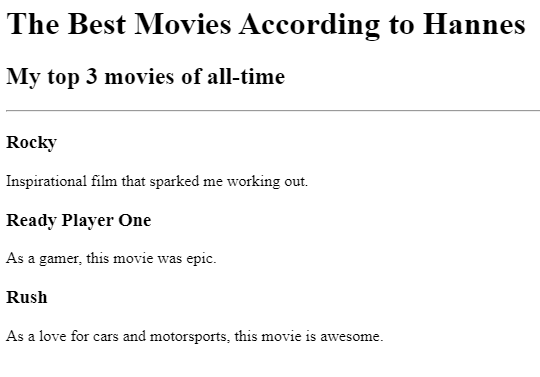 The Best Movies According to Hannes
My top 3 movies of all-time
Rocky
Inspirational film that sparked me working out.
Ready Player One
As a gamer, this movie was epic.
Rush
As a love for cars and motorsports, this movie is awesome.